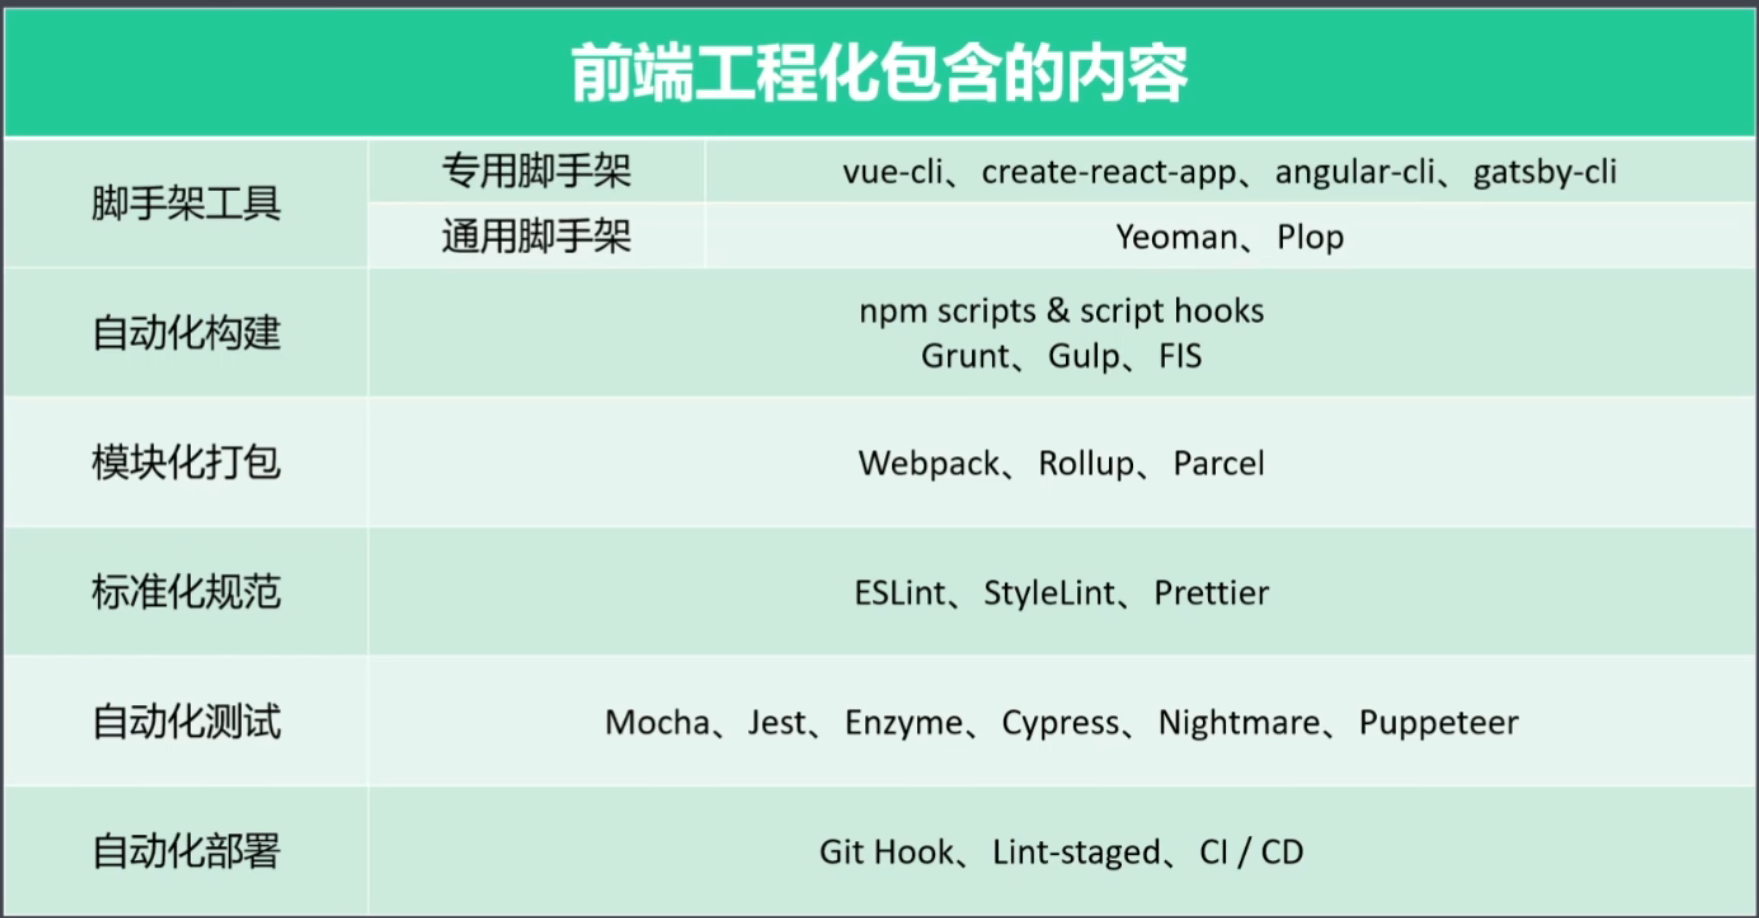 前端工程化包含的内容
脚手架工具
专用脚手架
vue-cli、create-react-app、angular-cli、gatsby-cli
通用脚手架
Yeoman、Plop
自动化构建
npm scripts & script hooks
Grunt、Gulp、FIS
模块化打包
Webpack、Rollup、Parcel
标准化规范
ESLint、StyleLint、Prettier
自动化测试
Mocha、Jest、Enzyme、Cypress、Nightmare、Puppeteer
自动化部署
Git Hook、Lint-staged、CI / CD